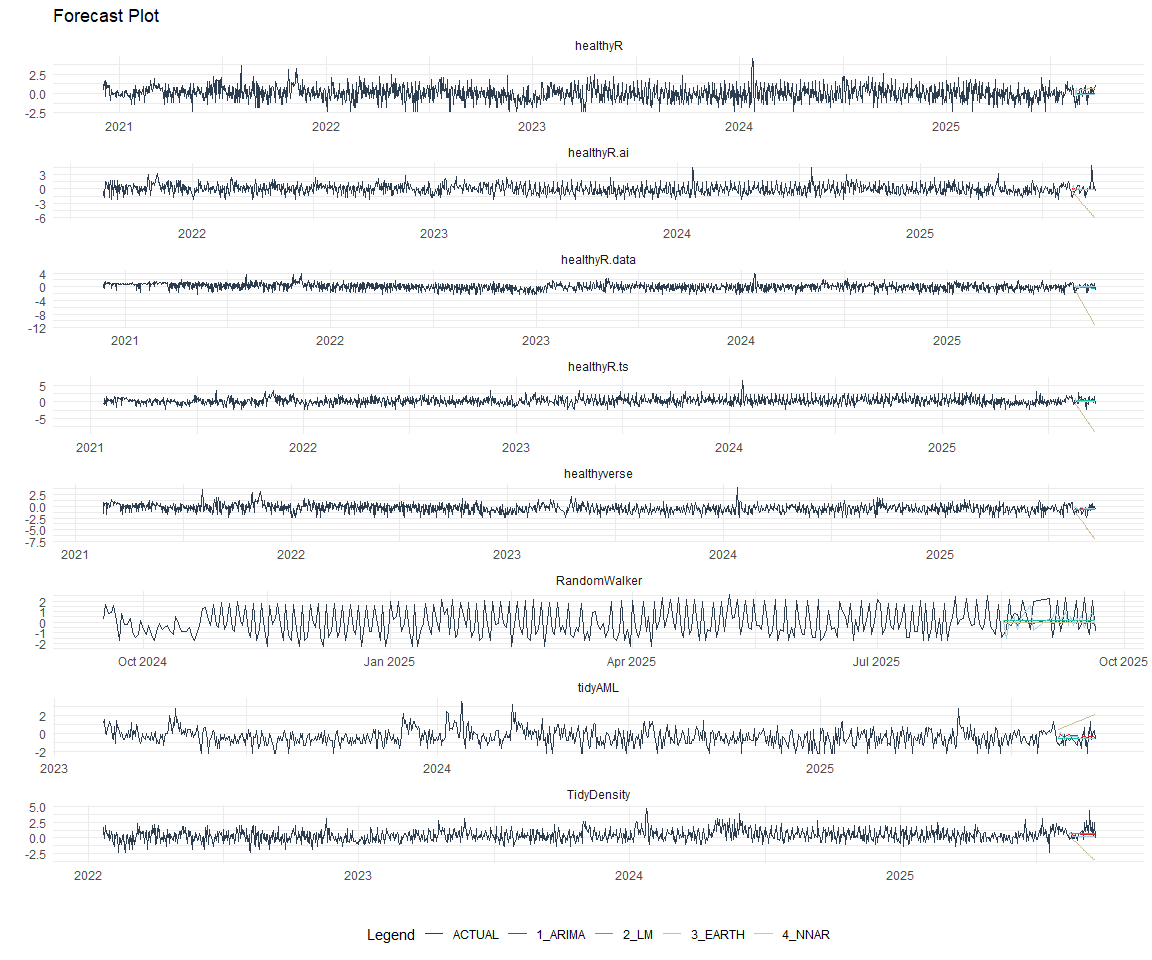 Forecast Plot
healthyR
2.5
0.0
-2.5
2021 2022 2023 2024 2025
healthyR.ai
3
0
-3
-6
2022 2023 2024 2025
healthyR.data
4
0
-4
-8
-12
2021 2022 2023 2024 2025
healthyR.ts
5
0
-5
2021 2022 2023 2024 2025
healthyverse
2.5
0.0
-2.5
-5.0
-7.5
2021 2022 2023 2024 2025
RandomWalker
2
1
0
-1
-2
Oct 2024 Jan 2025 Apr 2025 Jul 2025 Oct 2025
tidyAML
2
0
-2
2023 2024 2025
TidyDensity
5.0
2.5
0.0
-2.5
2022 2023 2024 2025
Legend ACTUAL 1_ARIMA 2_LM 3_EARTH 4_NNAR